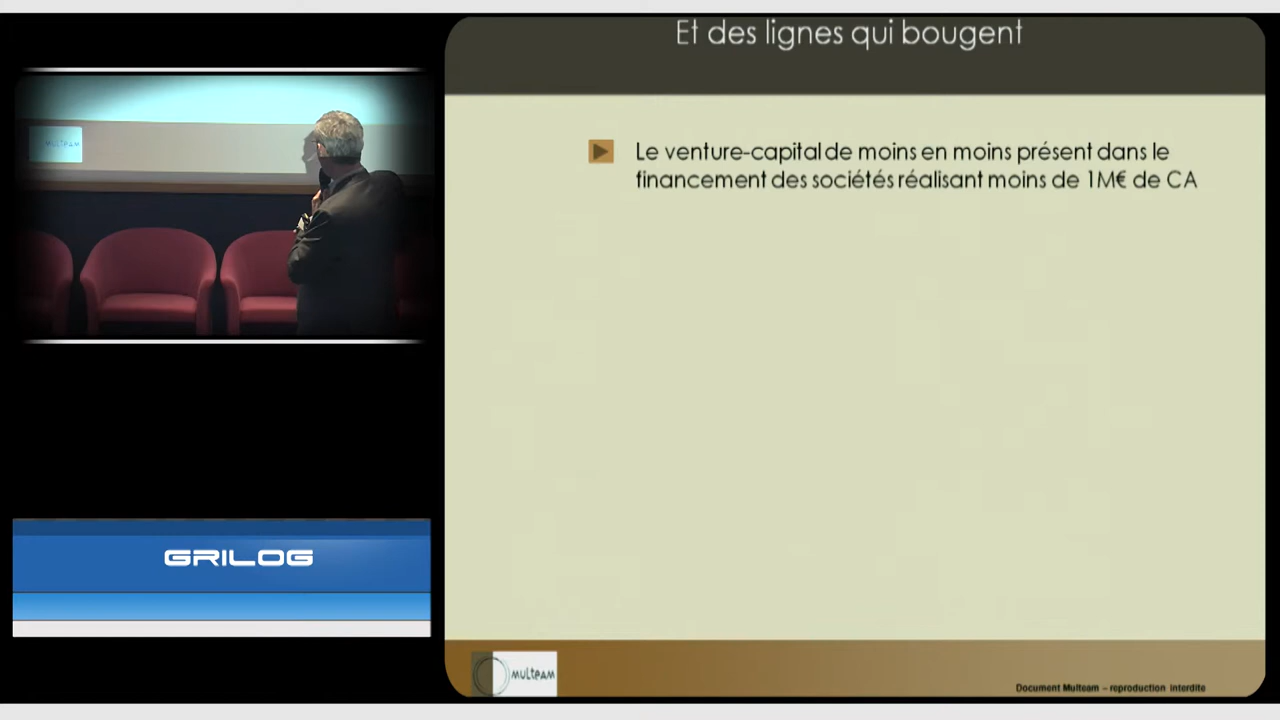 Et des lignes qui bougent
MULTEAM
Le venture-capital de moins en moins présent dans le
financement des sociétés réalisant moins de 1M€ de CA
GRILOG
MULTEAM
Document Multeam – reproduction interdite